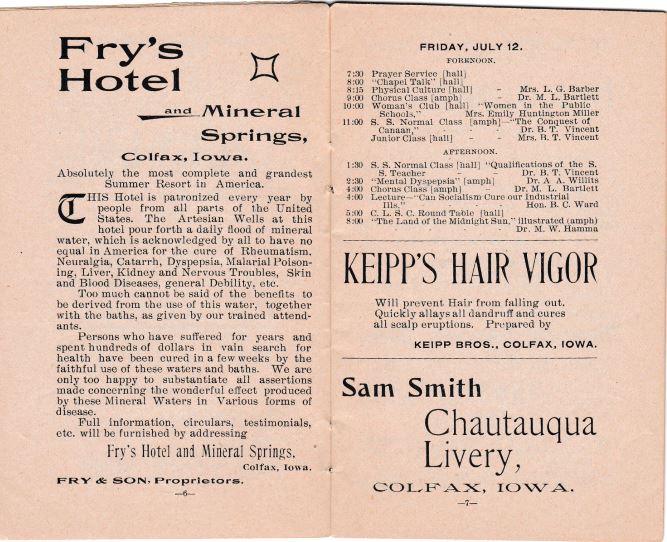 Fry's
Hotel
and Mineral
Springs,
Colfax, Iowa.
Absolutely the most complete and grandest
Summer Resort in America.
THIS Hotel is patronized every year by
people from all parts of the United
States. The Artesian Wells at this
hotel pour forth a daily flood of mineral
water, which is acknowledged by all to have no
equal in America for the cure of Rheumatism,
Neuralgia, Catarrh, Dyspepsia, Malarial Poison-
ing, Liver, Kidney and Nervous Troubles, Skin
and Blood Diseases, general Debility, etc.
Too much cannot be said of the benefits to
be derived from the use of this water, together
with the baths, as given by our trained attend-
ants.
Persons who have suffered for years and
spent hundreds of dollars in vain search for
health have been cured in a few weeks by the
faithful use of these waters and baths. We are
only too happy to substantiate all assertions
made concerning the wonderful effect produced
by these Mineral Waters in Various forms of
disease.
Full information, circulars, testimonials,
etc. will be furnished by addressing
Fry's Hotel and Mineral Springs,
Colfax, Iowa.
FRY & SON, Proprietors.
—6—
FRIDAY, JULY 12.
FORENOON.
7:30 Prayer Service [hall]
8:00 "Chapel Talk" [hall]
8:15 Physical Culture [hall] - Mrs. L. G. Barber
9:00 Chorus Class [amph] - Dr. M. L. Bartlett
10:00 Woman's Club [hall] "Women in the Public
Schools," Mrs. Emily Huntington Miller
11:00 S. S. Normal Class [amph]—"The Conquest of
Canaan," - - Dr. B. T. Vincent
Junior Class [hall] - Mrs. B. T. Vincent
AFTERNOON.
1:30 S. S. Normal Class [hall] "Qualifications of the S.
S. Teacher - - Dr. B. T. Vincent
2:30 "Mental Dyspepsia" [amph] Dr. A A. Willits
4:00 Chorus Class (amph) - Dr. M. L. Bartlett
4:00 Lecture—"Can Socialism Cure our Industrial
Ills." - - - - Hon. B. C. Ward
5:00 C. L. S. C. Round Table [hall]
8:00 "The Land of the Midnight Sun," illustrated (amph)
Dr. M. W. Hamma
KEIPP'S HAIR VIGOR
Will prevent Hair from falling out.
Quickly allays all dandruff and cures
all scalp eruptions. Prepared by
KEIPP BROS., COLFAX, IOWA.
Sam Smith
Chautauqua
Livery,
COLFAX, IOWA.
—7—